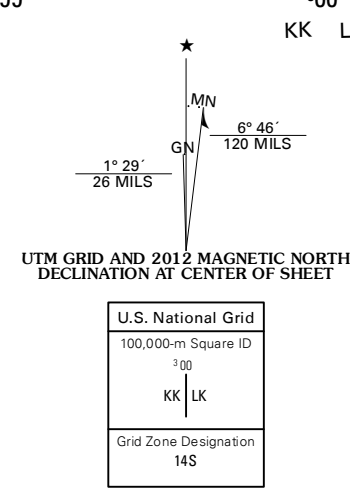 KK L
★
MN
GN
6° 46´
120 MILS
1° 29´
26 MILS
UTM GRID AND 2012 MAGNETIC NORTH
DECLINATION AT CENTER OF SHEET
U.S. National Grid
100,000-m Square ID
³00
KK LK
Grid Zone Designation
14S